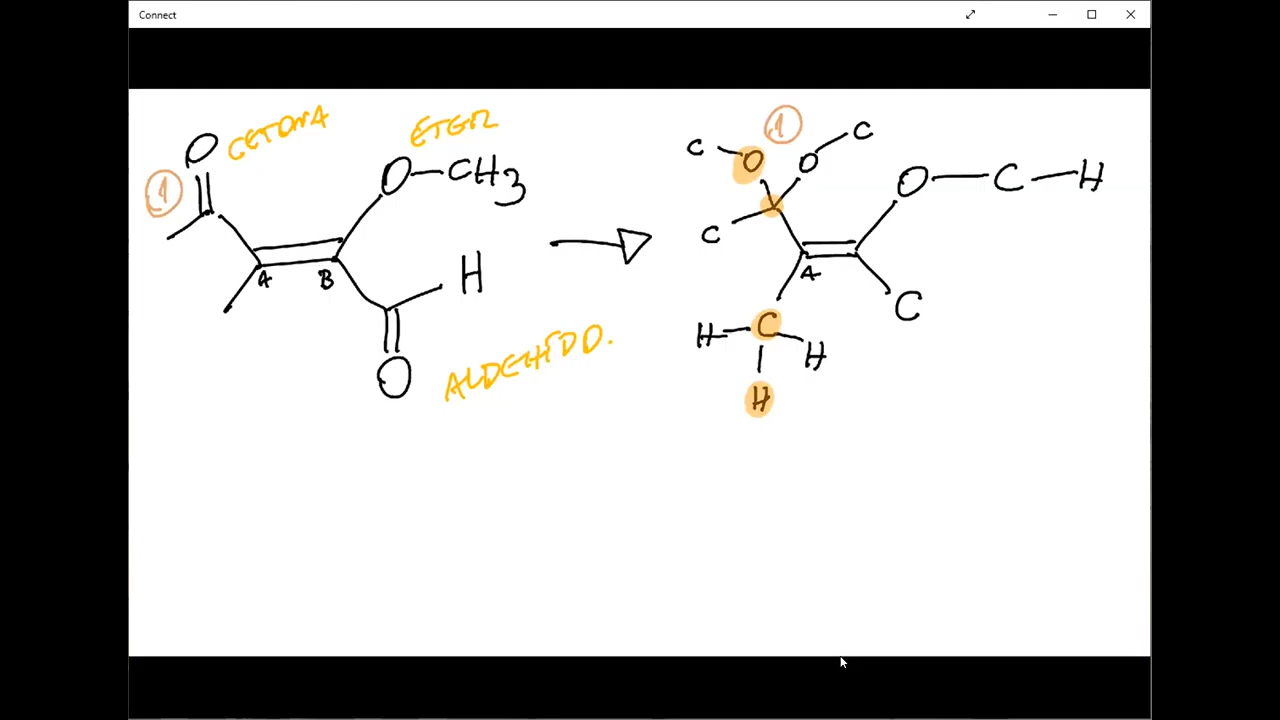 Connect
CETONA
ETER
O
1
O-CH3
A
B
H
O
ALDEHÍDO.
1
C
O
O
C
O-C-H
C
A
C
H
C
H
H